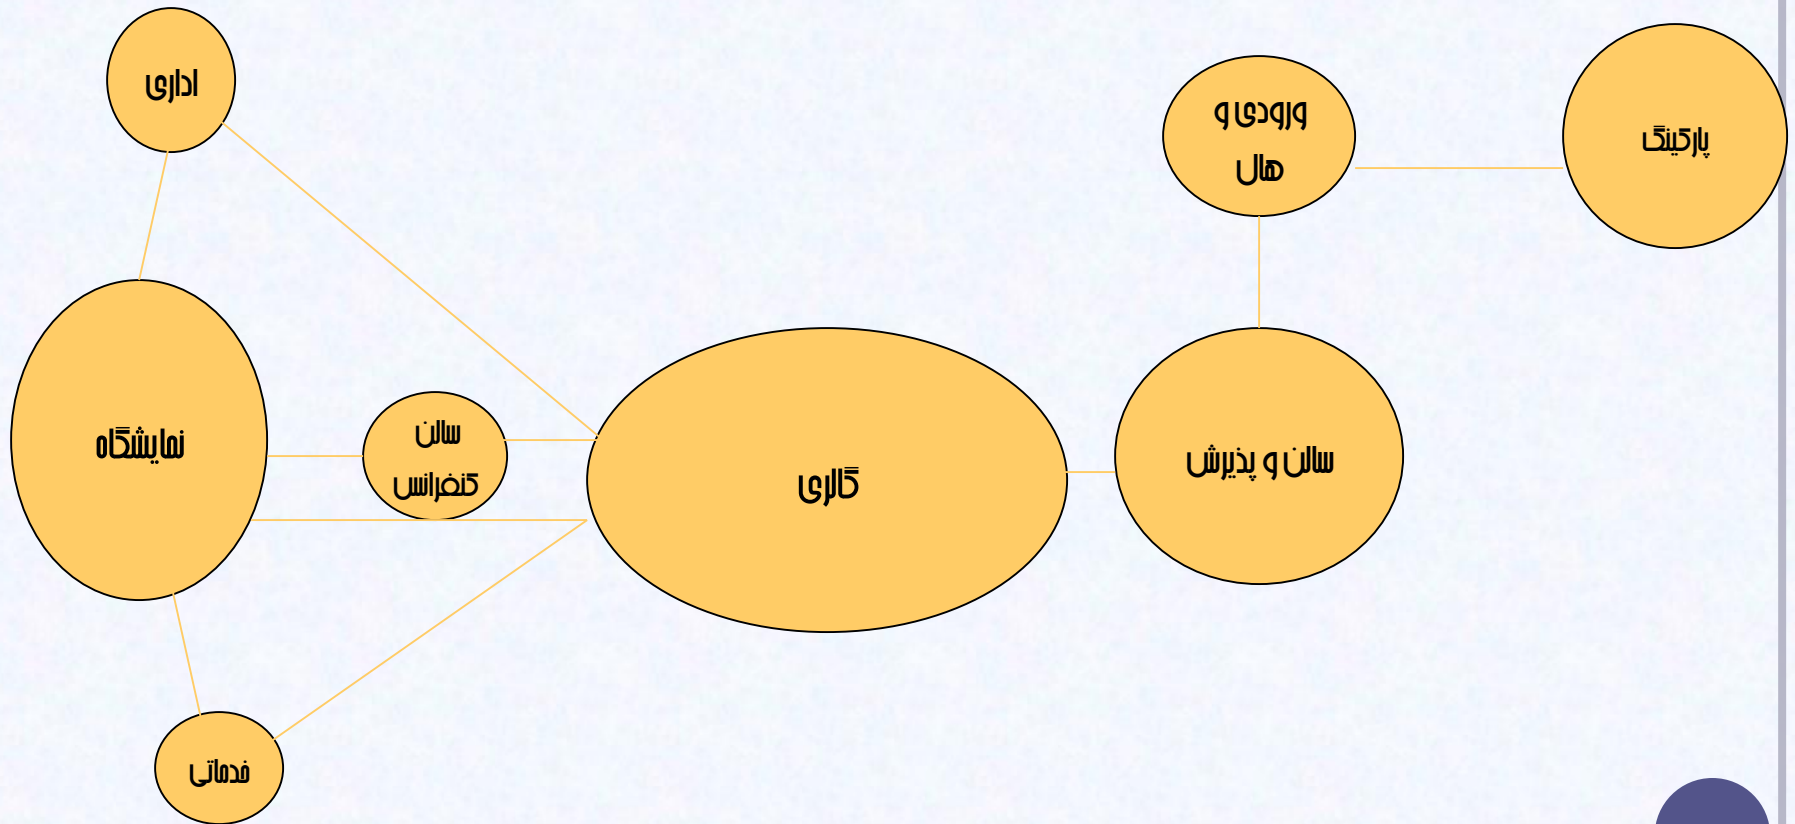 پارکینگ
ورودی و
هال
اداری
سالن و پذیرش
گالری
سالن
کنفرانس
نمایشگاه
خدماتی